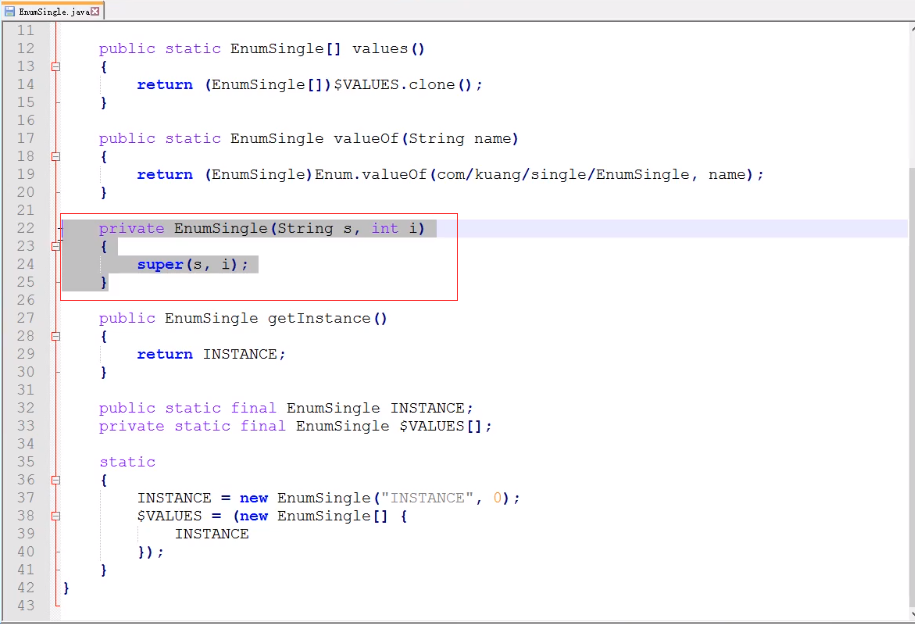 EnumSingle.java
11
12 public static EnumSingle[] values()
13 {
14 return (EnumSingle[])$VALUES.clone();
15 }
16
17 public static EnumSingle valueOf(String name)
18 {
19 return (EnumSingle)Enum.valueOf(com/kuang/single/EnumSingle, name);
20 }
21
22 private EnumSingle(String s, int i)
23 {
24 super(s, i);
25 }
26
27 public EnumSingle getInstance()
28 {
29 return INSTANCE;
30 }
31
32 public static final EnumSingle INSTANCE;
33 private static final EnumSingle $VALUES[];
34
35 static
36 {
37 INSTANCE = new EnumSingle("INSTANCE", 0);
38 $VALUES = (new EnumSingle[] {
39 INSTANCE
40 });
41 }
42 }
43